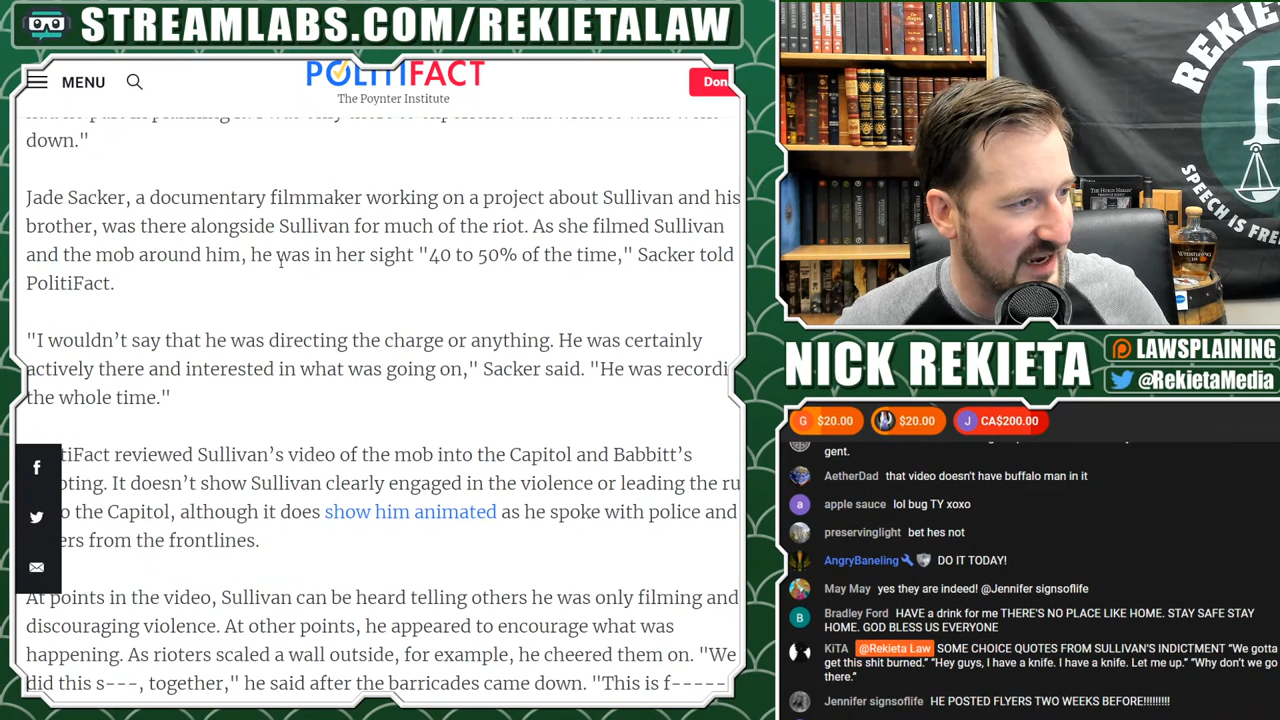 STREAMLABS.COM/REKIETALAW
MENU
POLITIFACT
The Poynter Institute
Don
down."
Jade Sacker, a documentary filmmaker working on a project about Sullivan and his
brother, was there alongside Sullivan for much of the riot. As she filmed Sullivan
and the mob around him, he was in her sight "40 to 50% of the time," Sacker told
PolitiFact.
"I wouldn’t say that he was directing the charge or anything. He was certainly
actively there and interested in what was going on," Sacker said. "He was recordi
the whole time."
tiFact reviewed Sullivan’s video of the mob into the Capitol and Babbitt’s
oting. It doesn’t show Sullivan clearly engaged in the violence or leading the ru
o the Capitol, although it does show him animated as he spoke with police and
ers from the frontlines.
At points in the video, Sullivan can be heard telling others he was only filming and
discouraging violence. At other points, he appeared to encourage what was
happening. As rioters scaled a wall outside, for example, he cheered them on. "We
did this s---, together," he said after the barricades came down. "This is f-----
REKIE
SPEECH IS FREE
WHISTLEPIG
NICK REKIETA
LAWSPLAINING
@RekietaMedia
G $20.00
$20.00
J CA$200.00
gent.
AetherDad that video doesn't have buffalo man in it
a apple sauce lol bug TY xoxo
preservinglight bet hes not
AngryBaneling DO IT TODAY!
May May yes they are indeed! @Jennifer signsoflife
B Bradley Ford HAVE a drink for me THERE'S NO PLACE LIKE HOME. STAY SAFE STAY
HOME. GOD BLESS US EVERYONE
KiTA @Rekieta Law SOME CHOICE QUOTES FROM SULLIVAN'S INDICTMENT “We gotta
get this shit burned.” “Hey guys, I have a knife. I have a knife. Let me up.” “Why don’t we go
there.”
Jennifer signsoflife HE POSTED FLYERS TWO WEEKS BEFORE!!!!!!!!!